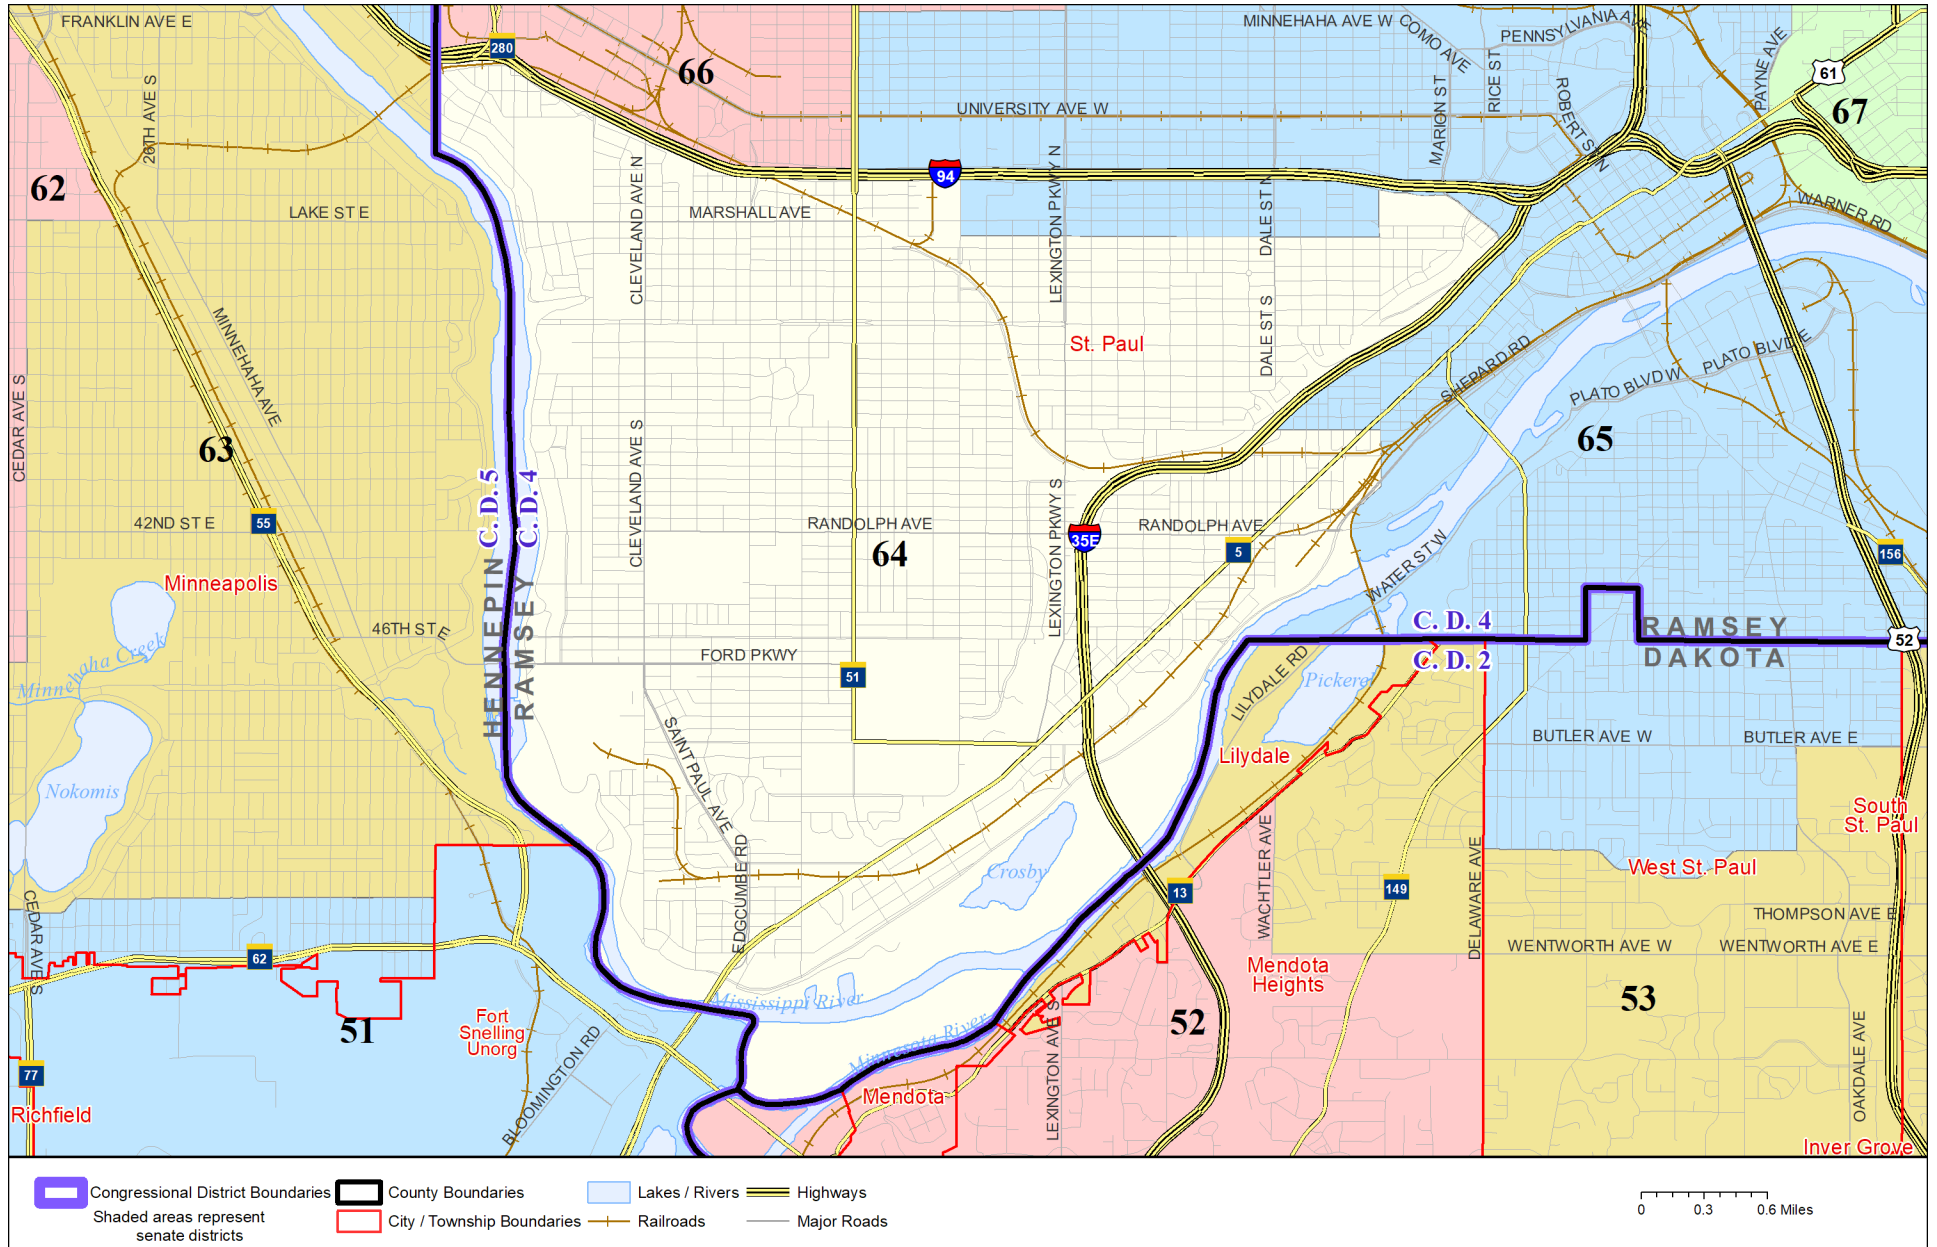 FRANKLIN AVE E
280
66
MINNEHAHA AVE W
COMO AVE
PENNSYLVANIA AVE
PAYNE AVE
61
67
26TH AVE S
UNIVERSITY AVE W
MARION ST
RICE ST
ROBERT ST N
62
94
CLEVELAND AVE N
LEXINGTON PKWY N
DALE ST N
LAKE ST E
MARSHALL AVE
WARNER RD
MINNEHAHA AVE
St. Paul
DALE ST S
SHEPARD RD
PLATO BLVD W
PLATO BLVD E
CEDAR AVE S
63
65
C. D. 5
C. D. 4
CLEVELAND AVE S
LEXINGTON PKWY S
42ND ST E
55
RANDOLPH AVE
64
35E
RANDOLPH AVE
5
156
Minneapolis
HENNEPIN
RAMSEY
WATER ST W
46TH ST E
C. D. 4
RAMSEY
52
Minnehaha Creek
FORD PKWY
51
LILYDALE RD
Pickerel
C. D. 2
DAKOTA
SAINT PAUL AVE
Lilydale
BUTLER AVE W
BUTLER AVE E
Nokomis
South
St. Paul
EDGCUMBE RD
Crosby
WACHTLER AVE
DELAWARE AVE
West St. Paul
13
149
CEDAR AVE S
THOMPSON AVE E
WENTWORTH AVE W
WENTWORTH AVE E
62
Mendota
Heights
Mississippi River
53
51
Fort
Snelling
Unorg
52
LEXINGTON AVE S
Minnesota River
BLOOMINGTON RD
OAKDALE AVE
77
Richfield
Mendota
Inver Grove
Congressional District Boundaries
County Boundaries
Lakes / Rivers
Highways
Shaded areas represent
senate districts
City / Township Boundaries
Railroads
Major Roads
0 0.3 0.6 Miles